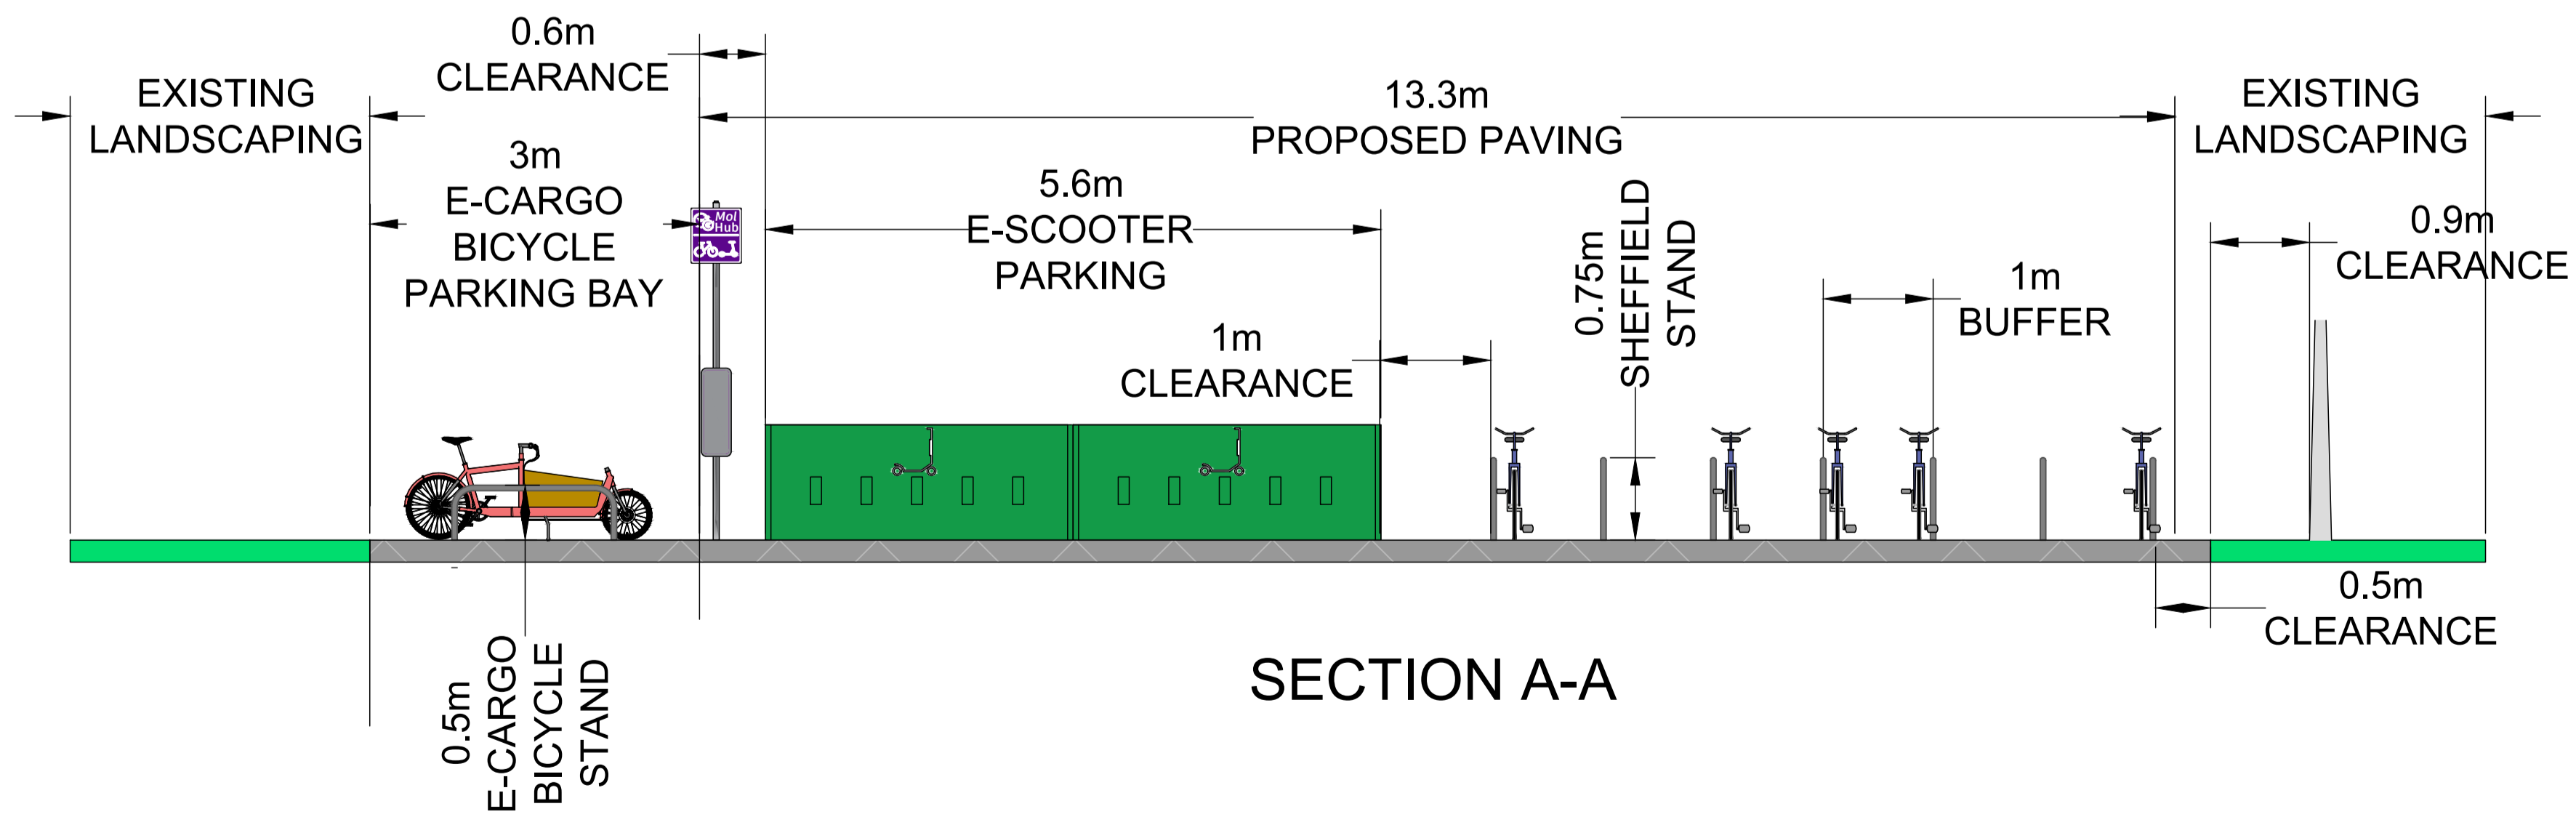 0.6m
CLEARANCE
EXISTING
LANDSCAPING
13.3m
PROPOSED PAVING
EXISTING
LANDSCAPING
3m
E-CARGO
BICYCLE
PARKING BAY
Mol
Hub
5.6m
E-SCOOTER
PARKING
0.75m
SHEFFIELD
STAND
0.9m
CLEARANCE
1m
BUFFER
1m
CLEARANCE
0.5m
CLEARANCE
0.5m
E-CARGO
BICYCLE
STAND
SECTION A-A